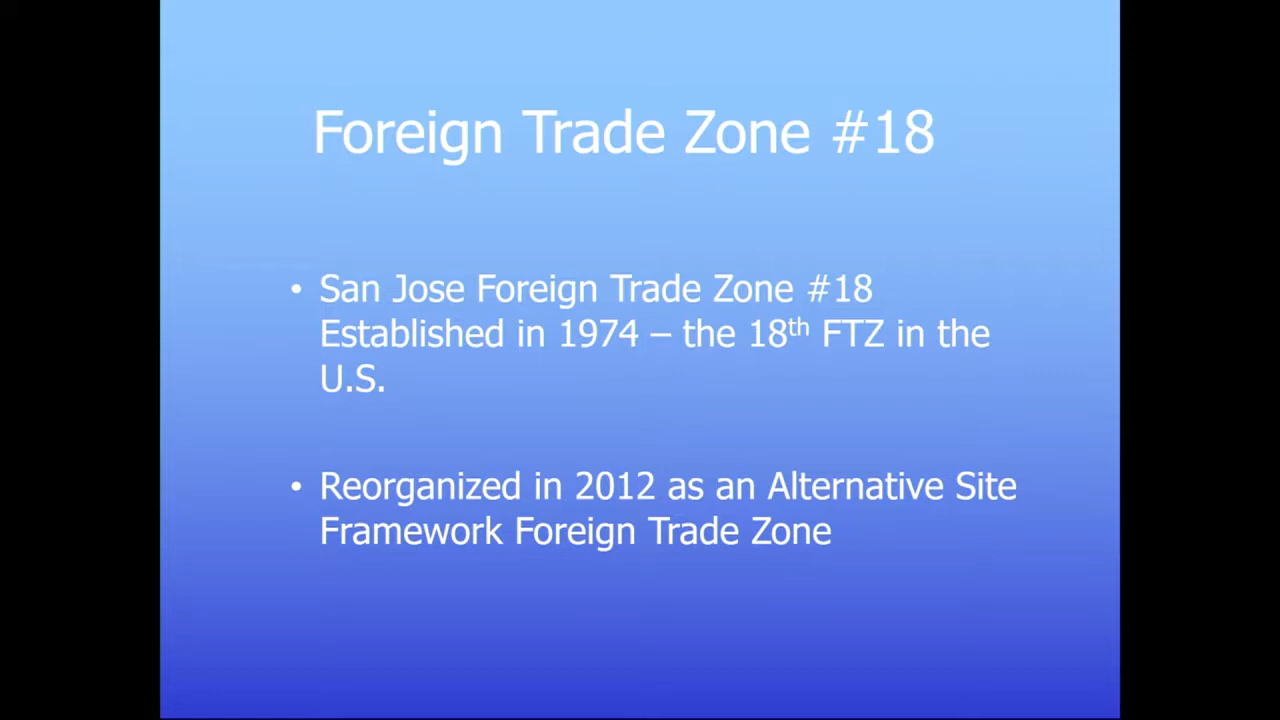 Foreign Trade Zone #18
• San Jose Foreign Trade Zone #18
Established in 1974 – the 18th FTZ in the
U.S.
• Reorganized in 2012 as an Alternative Site
Framework Foreign Trade Zone